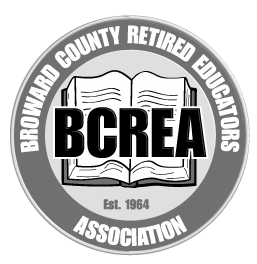 BROWARD COUNTY RETIRED EDUCATORS
BCREA
Est. 1964
ASSOCIATION